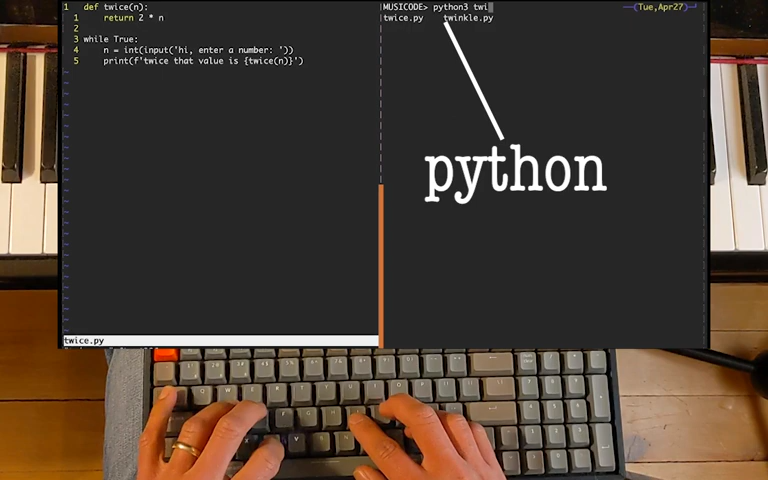 1  def twice(n):
1      return 2 * n
2
3  while True:
4      n = int(input('hi, enter a number: '))
5      print(f'twice that value is {twice(n)}')
twice.py
MUSICODE> python3 twi
—(Tue,Apr27)—
twice.py    twinkle.py
python